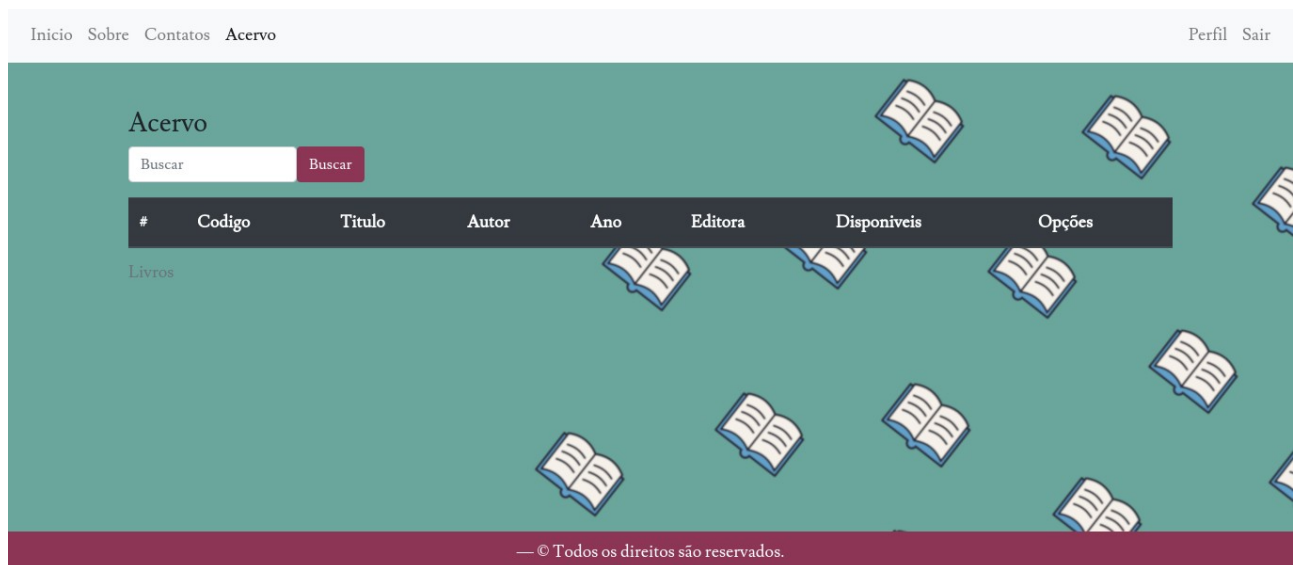 Inicio Sobre Contatos Acervo Perfil Sair
Acervo
Buscar Buscar
# Codigo Titulo Autor Ano Editora Disponiveis Opções
Livros
— © Todos os direitos são reservados.